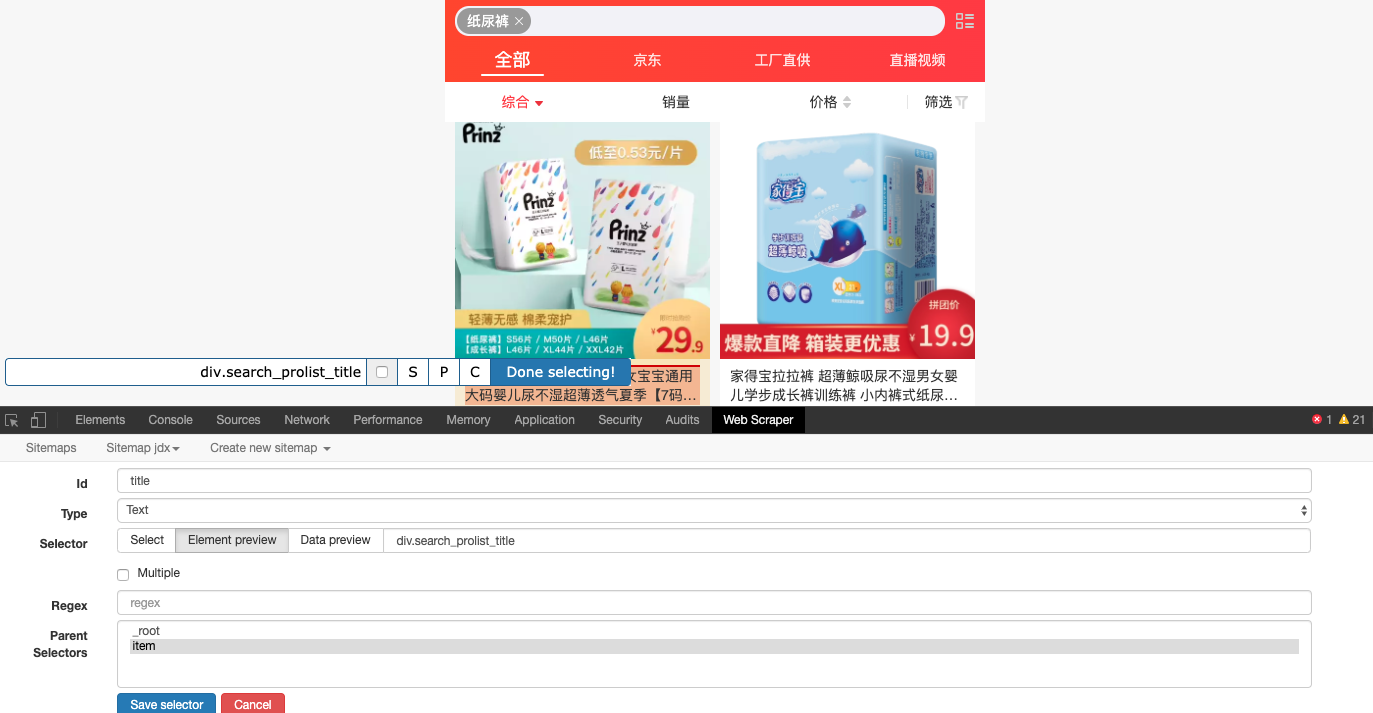 纸尿裤 ×
全部 京东 工厂直供 直播视频
综合 销量 价格 筛选
Prinz
低至0.53元/片
Prinz
Prinz
轻薄无感 棉柔宠护
【纸尿裤】S56片 / M50片 / L46片
【成长裤】L46片 / XL44片 / XXL42片
¥29.9
家得宝
学步训练裤
超薄鲸吸
XL
拼团价
¥19.9
爆款直降 箱装更优惠
div.search_prolist_title S P C Done selecting!
女宝宝通用
大码婴儿尿不湿超薄透气夏季【7码…
家得宝拉拉裤 超薄鲸吸尿不湿男女婴
儿学步成长裤训练裤 小内裤式纸尿…
Elements Console Sources Network Performance Memory Application Security Audits Web Scraper 1 21
Sitemaps Sitemap jdx Create new sitemap
Id title
Type Text
Selector Select Element preview Data preview div.search_prolist_title
Multiple
Regex regex
Parent Selectors _root
item
Save selector Cancel